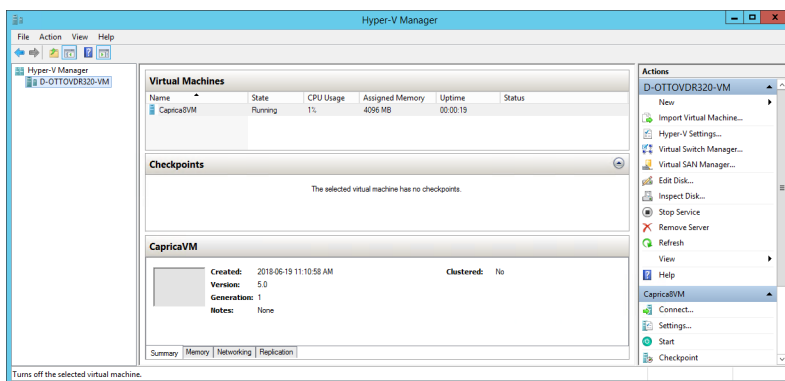 Hyper-V Manager
File Action View Help
Hyper-V Manager
D-OTTOVDR320-VM
Virtual Machines
Name State CPU Usage Assigned Memory Uptime Status
Caprica8VM Running 1% 4096 MB 00:00:19
Checkpoints
The selected virtual machine has no checkpoints.
CapricaVM
Created: 2018-06-19 11:10:58 AM Clustered: No
Version: 5.0
Generation: 1
Notes: None
Summary Memory Networking Replication
Actions
D-OTTOVDR320-VM
New
Import Virtual Machine...
Hyper-V Settings...
Virtual Switch Manager...
Virtual SAN Manager...
Edit Disk...
Inspect Disk...
Stop Service
Remove Server
Refresh
View
Help
Caprica8VM
Connect...
Settings...
Start
Checkpoint
Turns off the selected virtual machine.